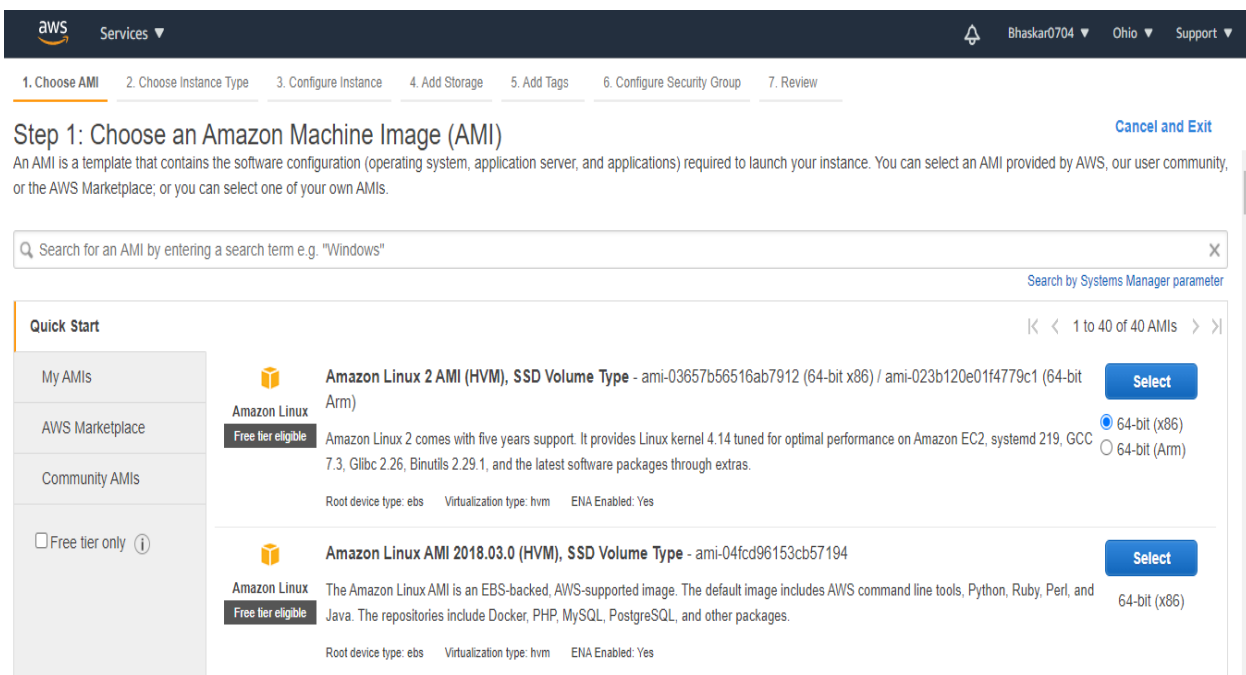 aws Services ▼ Bhaskar0704 ▼ Ohio ▼ Support ▼
1. Choose AMI 2. Choose Instance Type 3. Configure Instance 4. Add Storage 5. Add Tags 6. Configure Security Group 7. Review
Step 1: Choose an Amazon Machine Image (AMI)
Cancel and Exit
An AMI is a template that contains the software configuration (operating system, application server, and applications) required to launch your instance. You can select an AMI provided by AWS, our user community,
or the AWS Marketplace; or you can select one of your own AMIs.
Search for an AMI by entering a search term e.g. "Windows"
Search by Systems Manager parameter
Quick Start
1 to 40 of 40 AMIs
My AMIs
AWS Marketplace
Community AMIs
Free tier only
Amazon Linux
Free tier eligible
Amazon Linux 2 AMI (HVM), SSD Volume Type - ami-03657b56516ab7912 (64-bit x86) / ami-023b120e01f4779c1 (64-bit
Arm)
Amazon Linux 2 comes with five years support. It provides Linux kernel 4.14 tuned for optimal performance on Amazon EC2, systemd 219, GCC
7.3, Glibc 2.26, Binutils 2.29.1, and the latest software packages through extras.
Root device type: ebs Virtualization type: hvm ENA Enabled: Yes
Select
64-bit (x86)
64-bit (Arm)
Amazon Linux
Free tier eligible
Amazon Linux AMI 2018.03.0 (HVM), SSD Volume Type - ami-04fcd96153cb57194
The Amazon Linux AMI is an EBS-backed, AWS-supported image. The default image includes AWS command line tools, Python, Ruby, Perl, and
Java. The repositories include Docker, PHP, MySQL, PostgreSQL, and other packages.
Root device type: ebs Virtualization type: hvm ENA Enabled: Yes
Select
64-bit (x86)